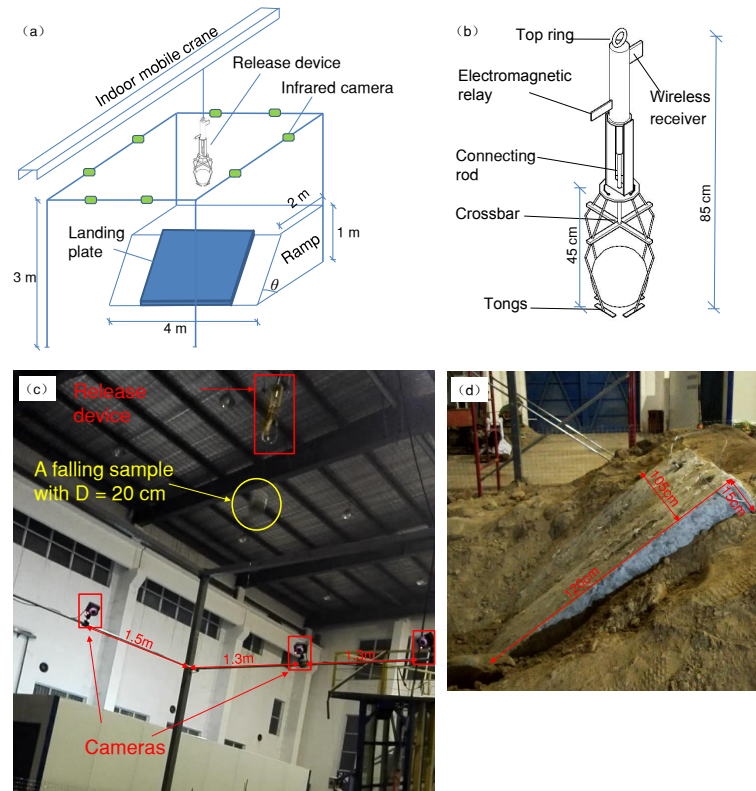 (a)
Indoor mobile crane
Release device
Infrared camera
2 m
Landing
plate
Ramp
1 m
3 m
θ
4 m
(b)
Top ring
Electromagnetic
relay
Wireless
receiver
Connecting
rod
85 cm
Crossbar
45 cm
Tongs
(c)
Release
device
A falling sample
with D = 20 cm
1.5m
1.3m
1.3m
Cameras
(d)
105cm
15cm
120cm